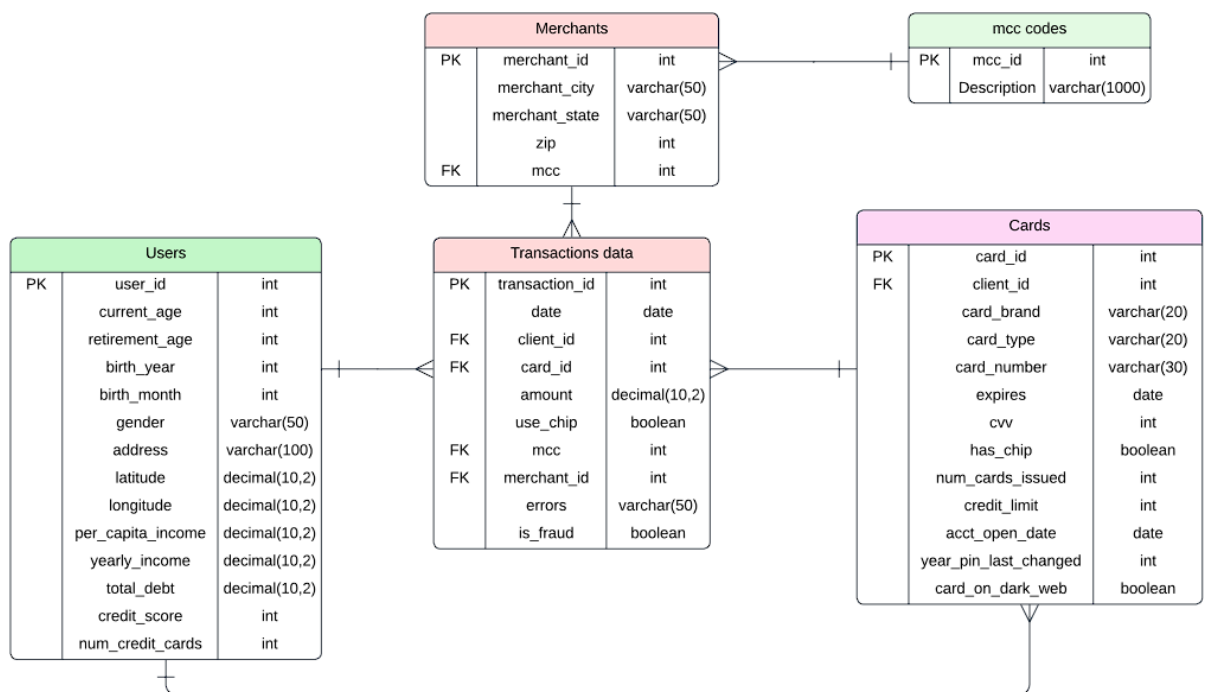 Merchants
PK merchant_id int
merchant_city varchar(50)
merchant_state varchar(50)
zip int
FK mcc int
mcc codes
PK mcc_id int
Description varchar(1000)
Users
PK user_id int
current_age int
retirement_age int
birth_year int
birth_month int
gender varchar(50)
address varchar(100)
latitude decimal(10,2)
longitude decimal(10,2)
per_capita_income decimal(10,2)
yearly_income decimal(10,2)
total_debt decimal(10,2)
credit_score int
num_credit_cards int
Transactions data
PK transaction_id int
date date
FK client_id int
FK card_id int
amount decimal(10,2)
use_chip boolean
FK mcc int
FK merchant_id int
errors varchar(50)
is_fraud boolean
Cards
PK card_id int
FK client_id int
card_brand varchar(20)
card_type varchar(20)
card_number varchar(30)
expires date
cvv int
has_chip boolean
num_cards_issued int
credit_limit int
acct_open_date date
year_pin_last_changed int
card_on_dark_web boolean